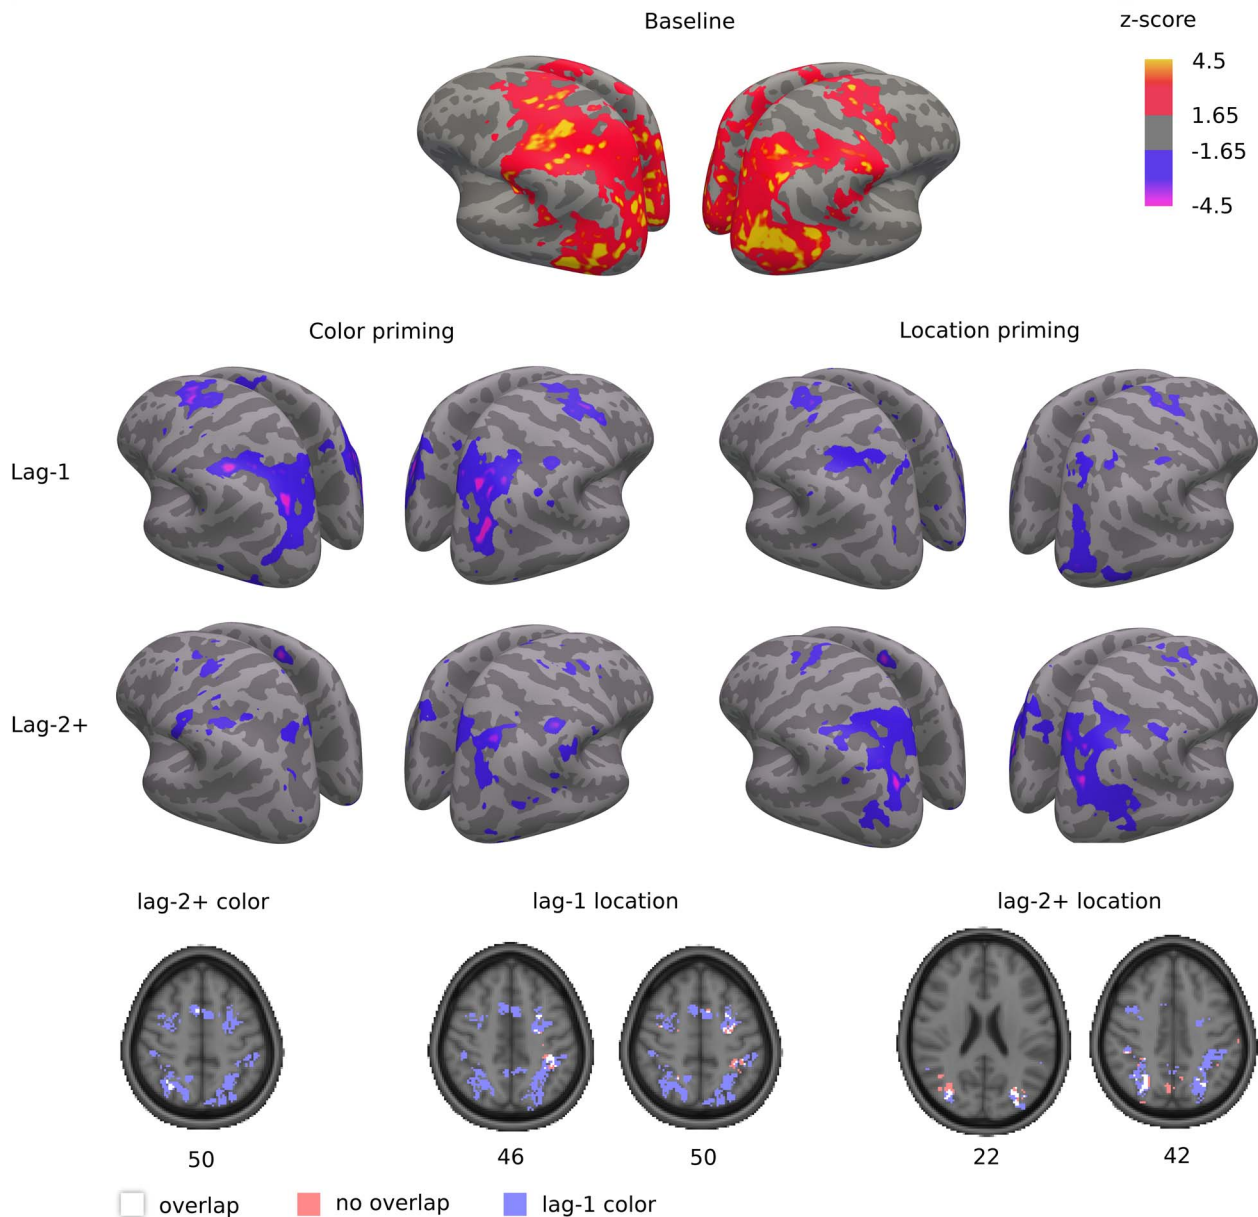 Baseline
z-score
4.5
1.65
-1.65
-4.5
Color priming
Location priming
Lag-1
Lag-2+
lag-2+ color
lag-1 location
lag-2+ location
50
46
50
22
42
overlap
no overlap
lag-1 color